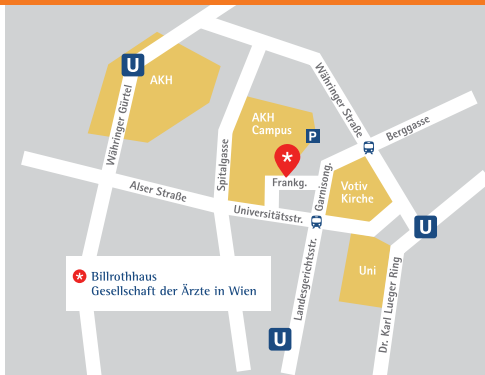 U
AKH
Währinger Gürtel
Währinger Straße
AKH
Campus
P
Berggasse
Spitalgasse
Frankg.
Garnisong.
Votiv
Kirche
Alser Straße
Universitätsstr.
U
Landesgerichtsstr.
Uni
Dr. Karl Lueger Ring
Billrothhaus
Gesellschaft der Ärzte in Wien
U